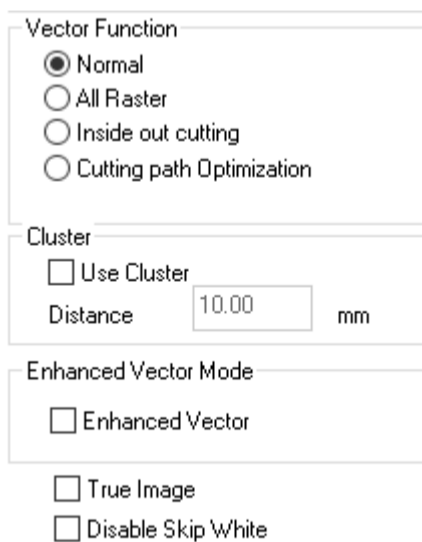 Vector Function
Normal
All Raster
Inside out cutting
Cutting path Optimization
Cluster
Use Cluster
Distance 10.00 mm
Enhanced Vector Mode
Enhanced Vector
True Image
Disable Skip White